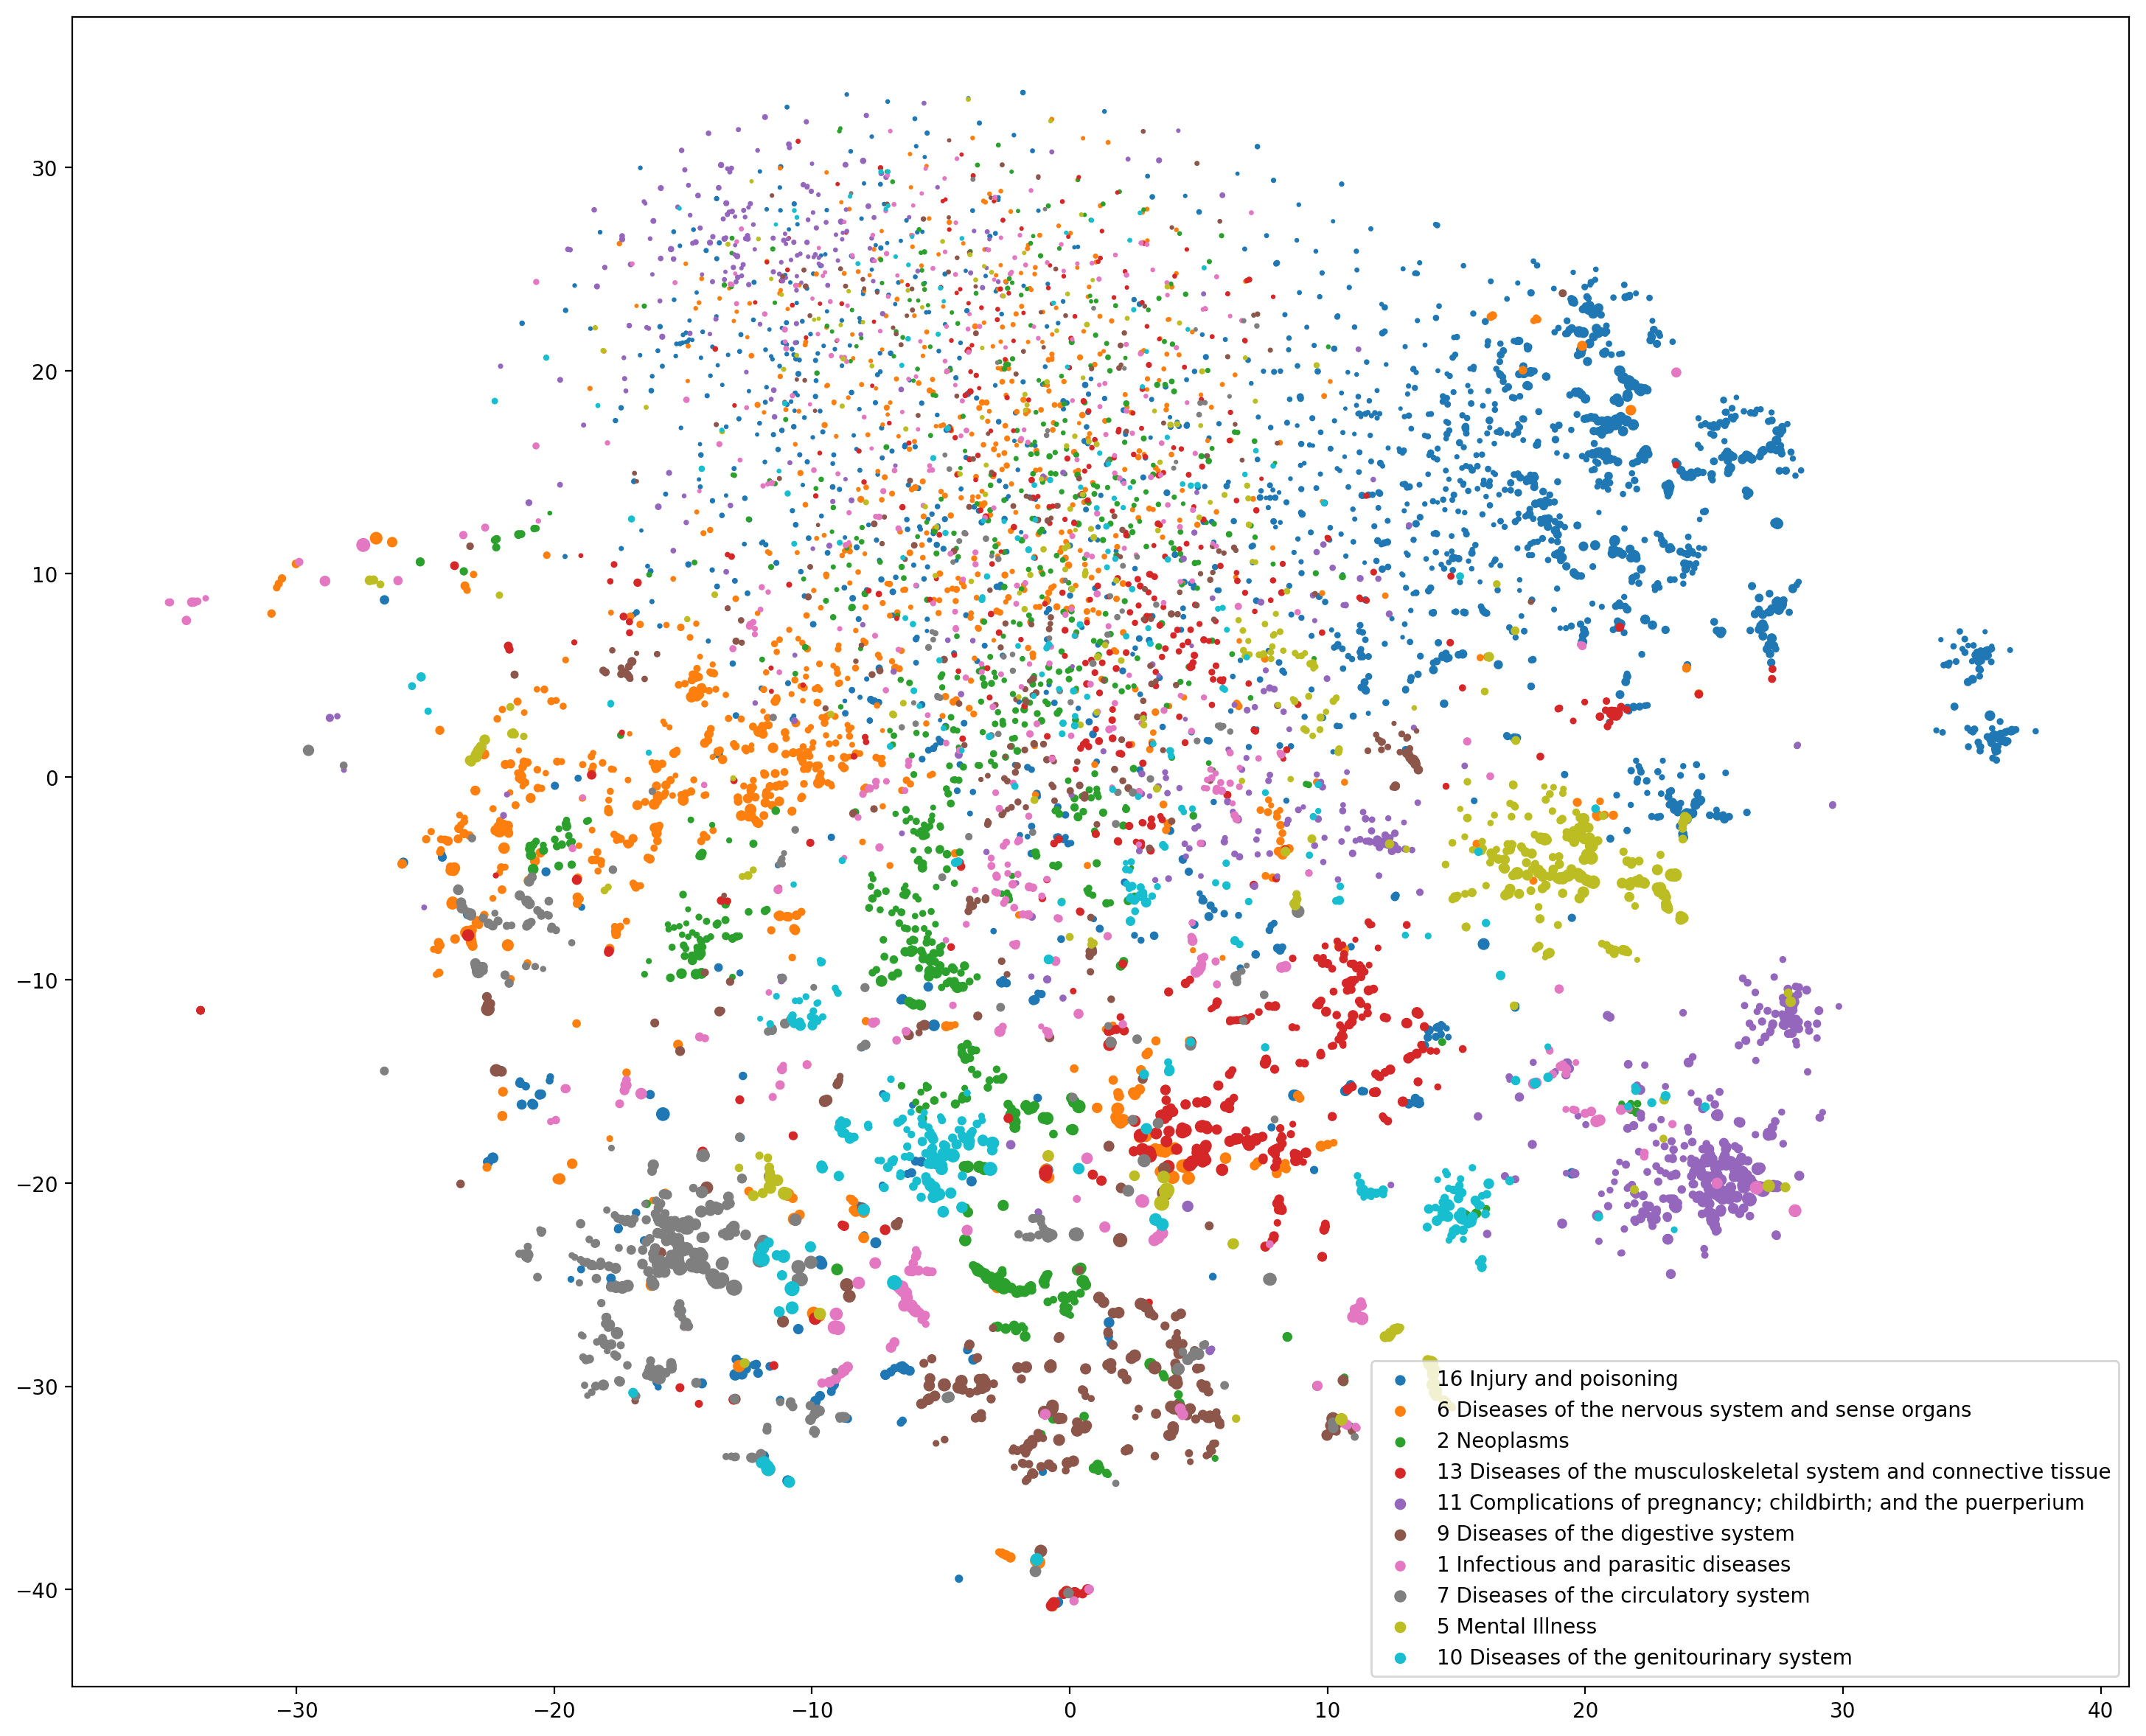 30
20
10
0
−10
−20
−30
−40
−30
−20
−10
0
10
20
30
40
16 Injury and poisoning
6 Diseases of the nervous system and sense organs
2 Neoplasms
13 Diseases of the musculoskeletal system and connective tissue
11 Complications of pregnancy; childbirth; and the puerperium
9 Diseases of the digestive system
1 Infectious and parasitic diseases
7 Diseases of the circulatory system
5 Mental Illness
10 Diseases of the genitourinary system